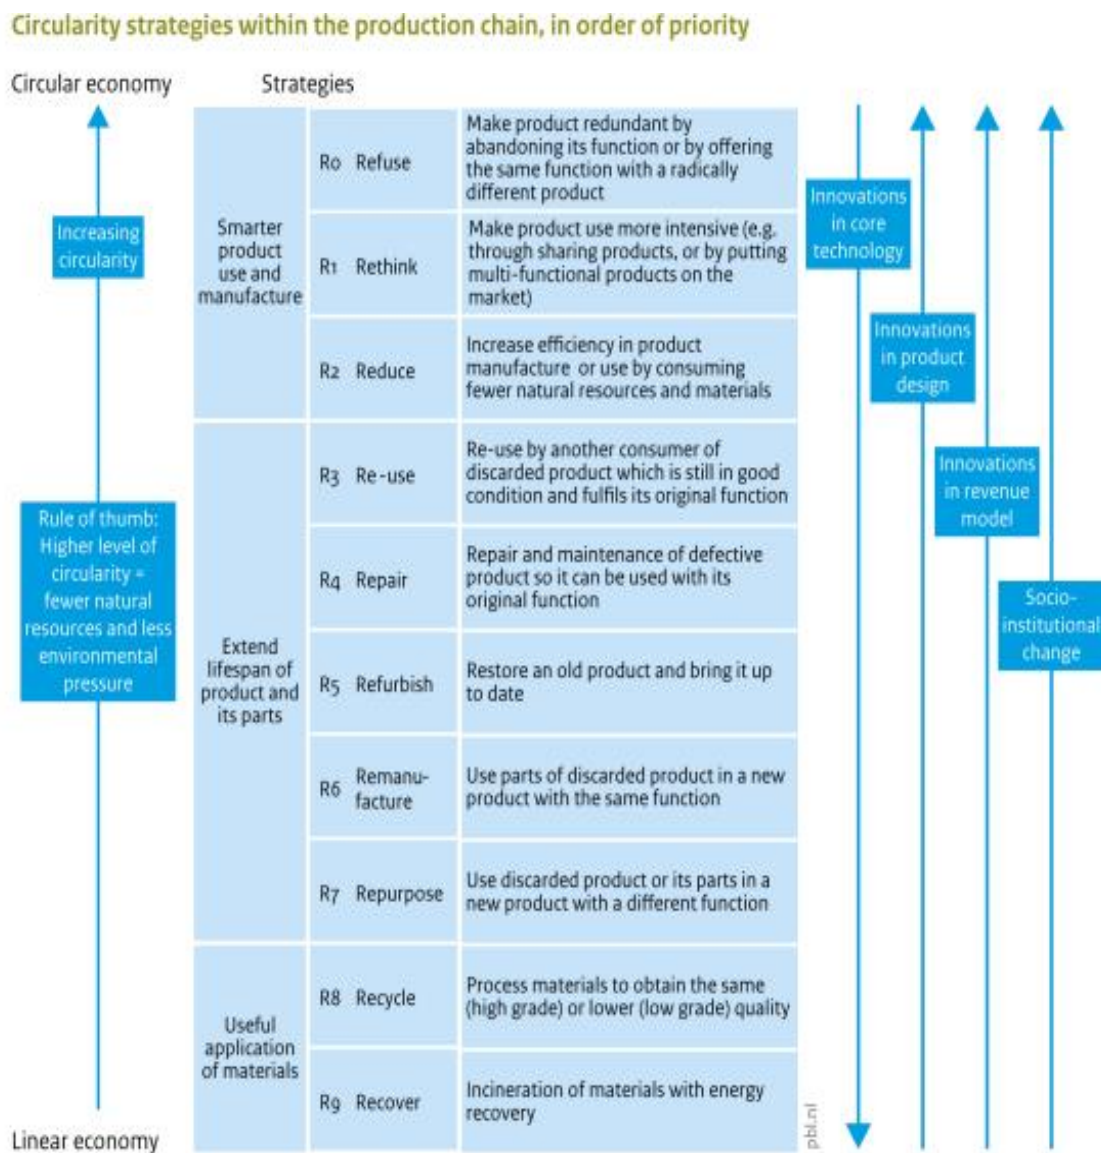 Circularity strategies within the production chain, in order of priority
Circular economy
Strategies
Increasing
circularity
Rule of thumb:
Higher level of
circularity =
fewer natural
resources and less
environmental
pressure
Linear economy
Smarter
product
use and
manufacture
R0 Refuse
Make product redundant by
abandoning its function or by offering
the same function with a radically
different product
R1 Rethink
Make product use more intensive (e.g.
through sharing products, or by putting
multi-functional products on the
market)
R2 Reduce
Increase efficiency in product
manufacture or use by consuming
fewer natural resources and materials
Extend
lifespan of
product and
its parts
R3 Re-use
Re-use by another consumer of
discarded product which is still in good
condition and fulfils its original function
R4 Repair
Repair and maintenance of defective
product so it can be used with its
original function
R5 Refurbish
Restore an old product and bring it up
to date
R6 Remanu-
facture
Use parts of discarded product in a new
product with the same function
R7 Repurpose
Use discarded product or its parts in a
new product with a different function
Useful
application
of materials
R8 Recycle
Process materials to obtain the same
(high grade) or lower (low grade) quality
R9 Recover
Incineration of materials with energy
recovery
Innovations
in core
technology
Innovations
in product
design
Innovations
in revenue
model
Socio-
institutional
change
pbl.nl